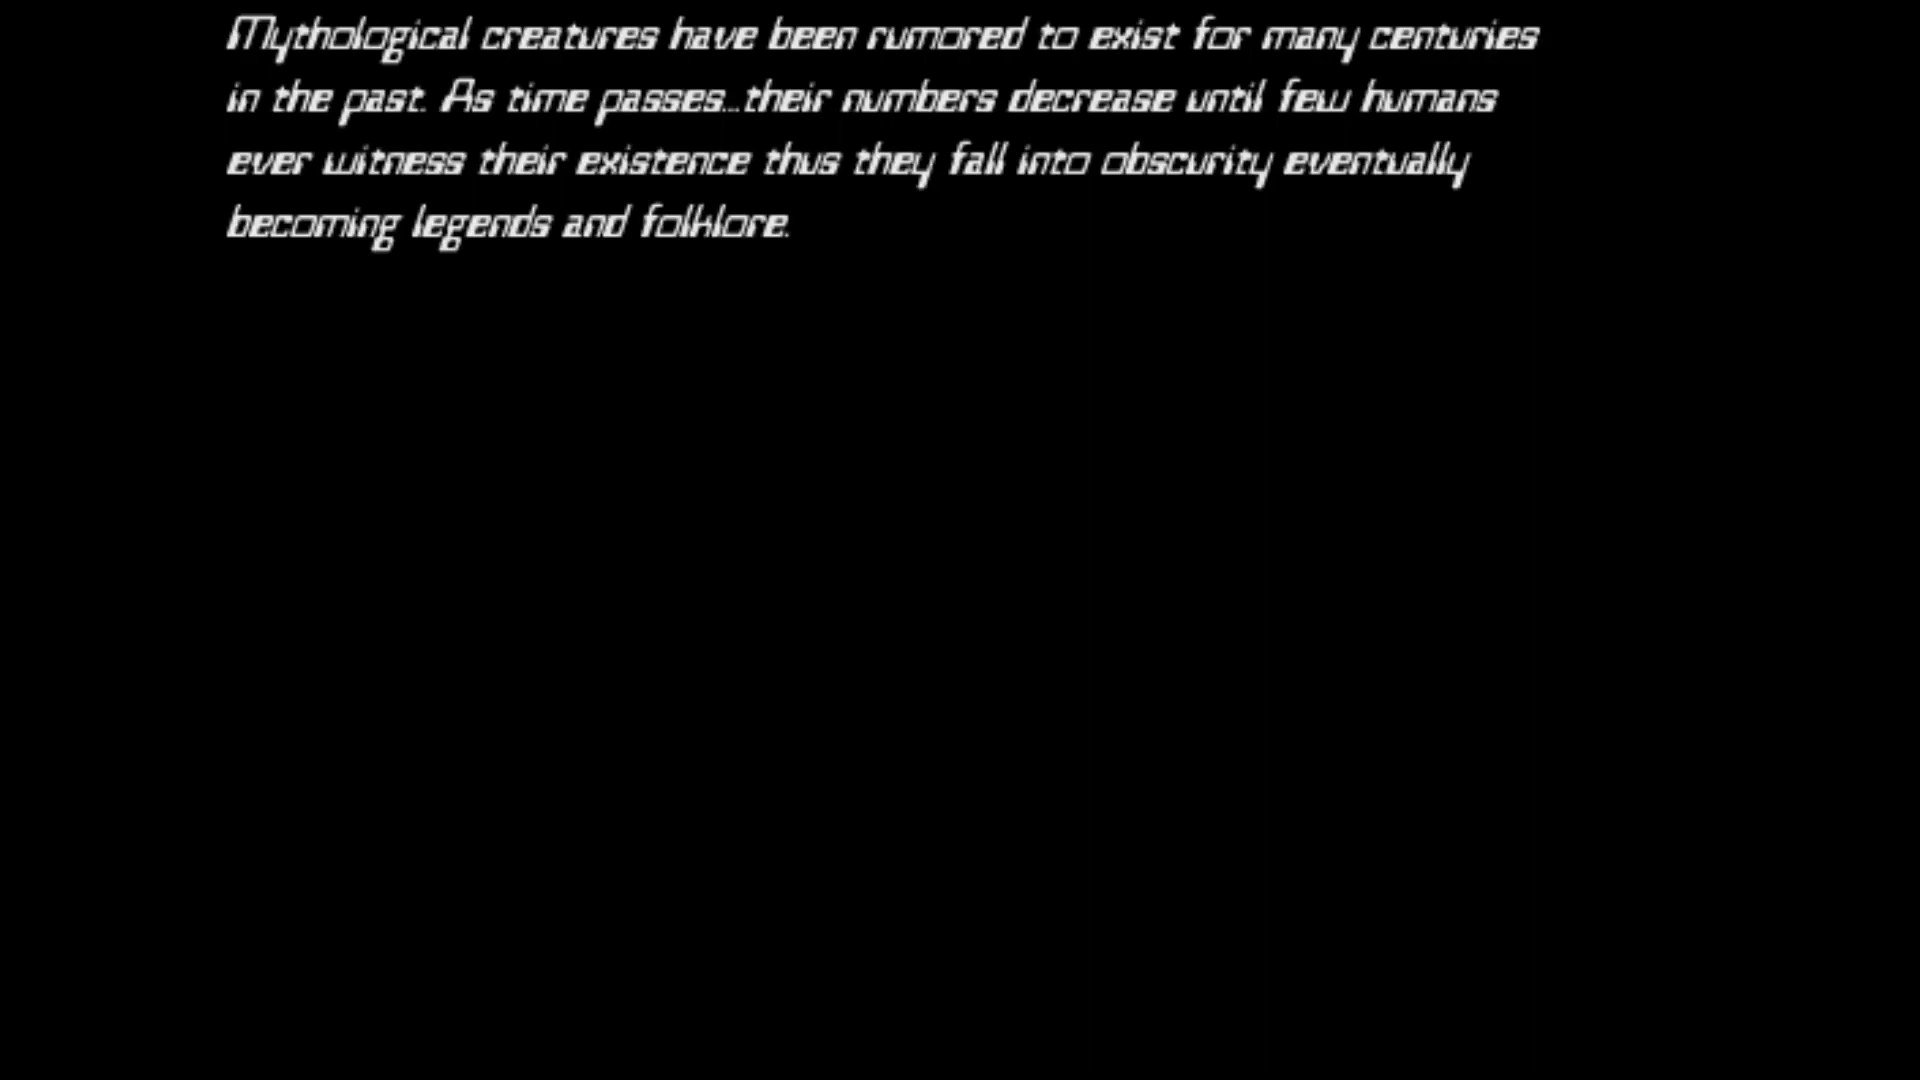 Mythological creatures have been rumored to exist for many centuries
in the past. As time passes...their numbers decrease until few humans
ever witness their existence thus they fall into obscurity eventually
becoming legends and folklore.